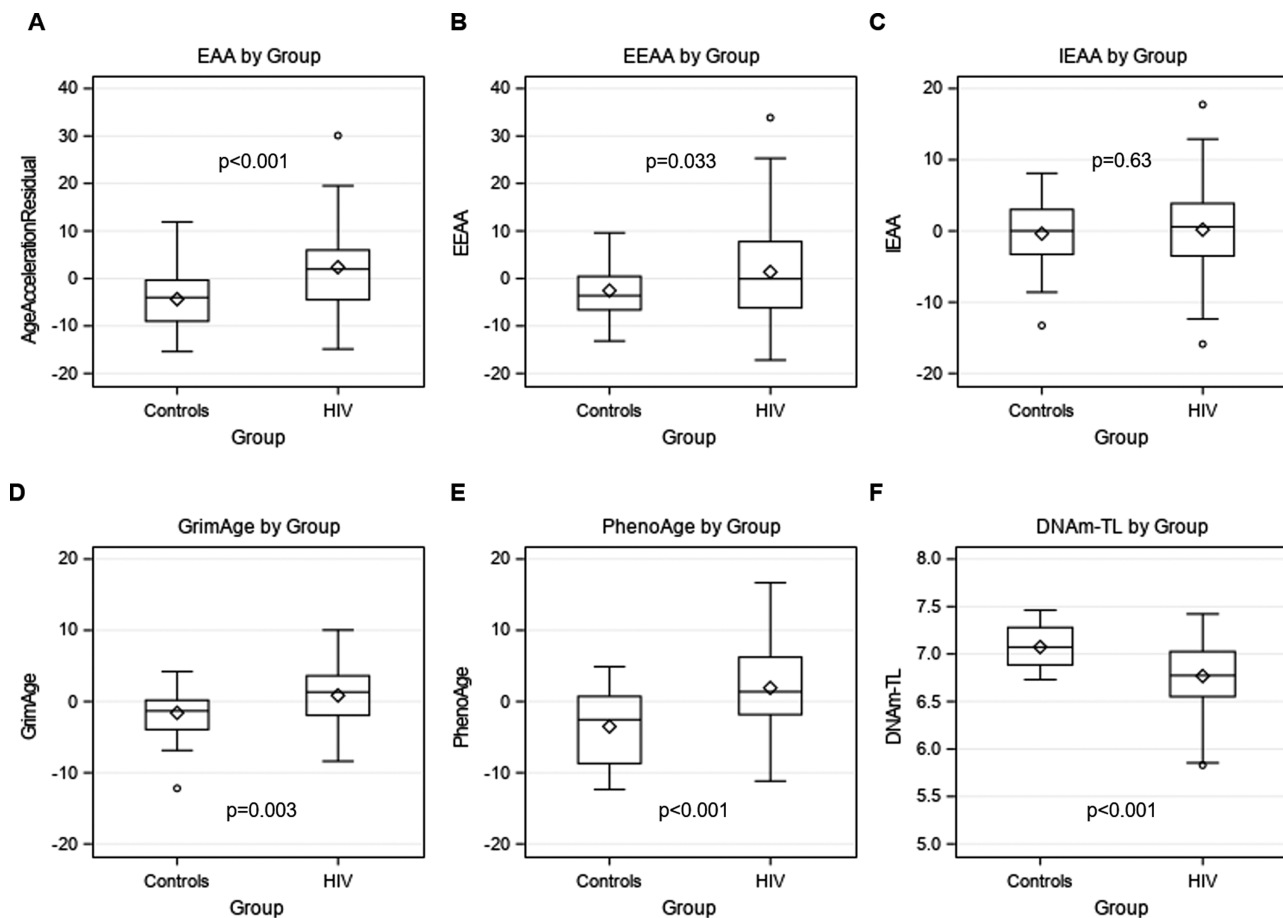 A
EAA by Group
40
30
20
10
0
-10
-20
AgeAccelerationResidual
p<0.001
Controls HIV
Group
B
EEAA by Group
40
30
20
10
0
-10
-20
EEAA
p=0.033
Controls HIV
Group
C
IEAA by Group
20
10
0
-10
-20
IEAA
p=0.63
Controls HIV
Group
D
GrimAge by Group
20
10
0
-10
-20
GrimAge
p=0.003
Controls HIV
Group
E
PhenoAge by Group
20
10
0
-10
-20
PhenoAge
p<0.001
Controls HIV
Group
F
DNAm-TL by Group
8.0
7.5
7.0
6.5
6.0
5.5
5.0
DNAm-TL
p<0.001
Controls HIV
Group